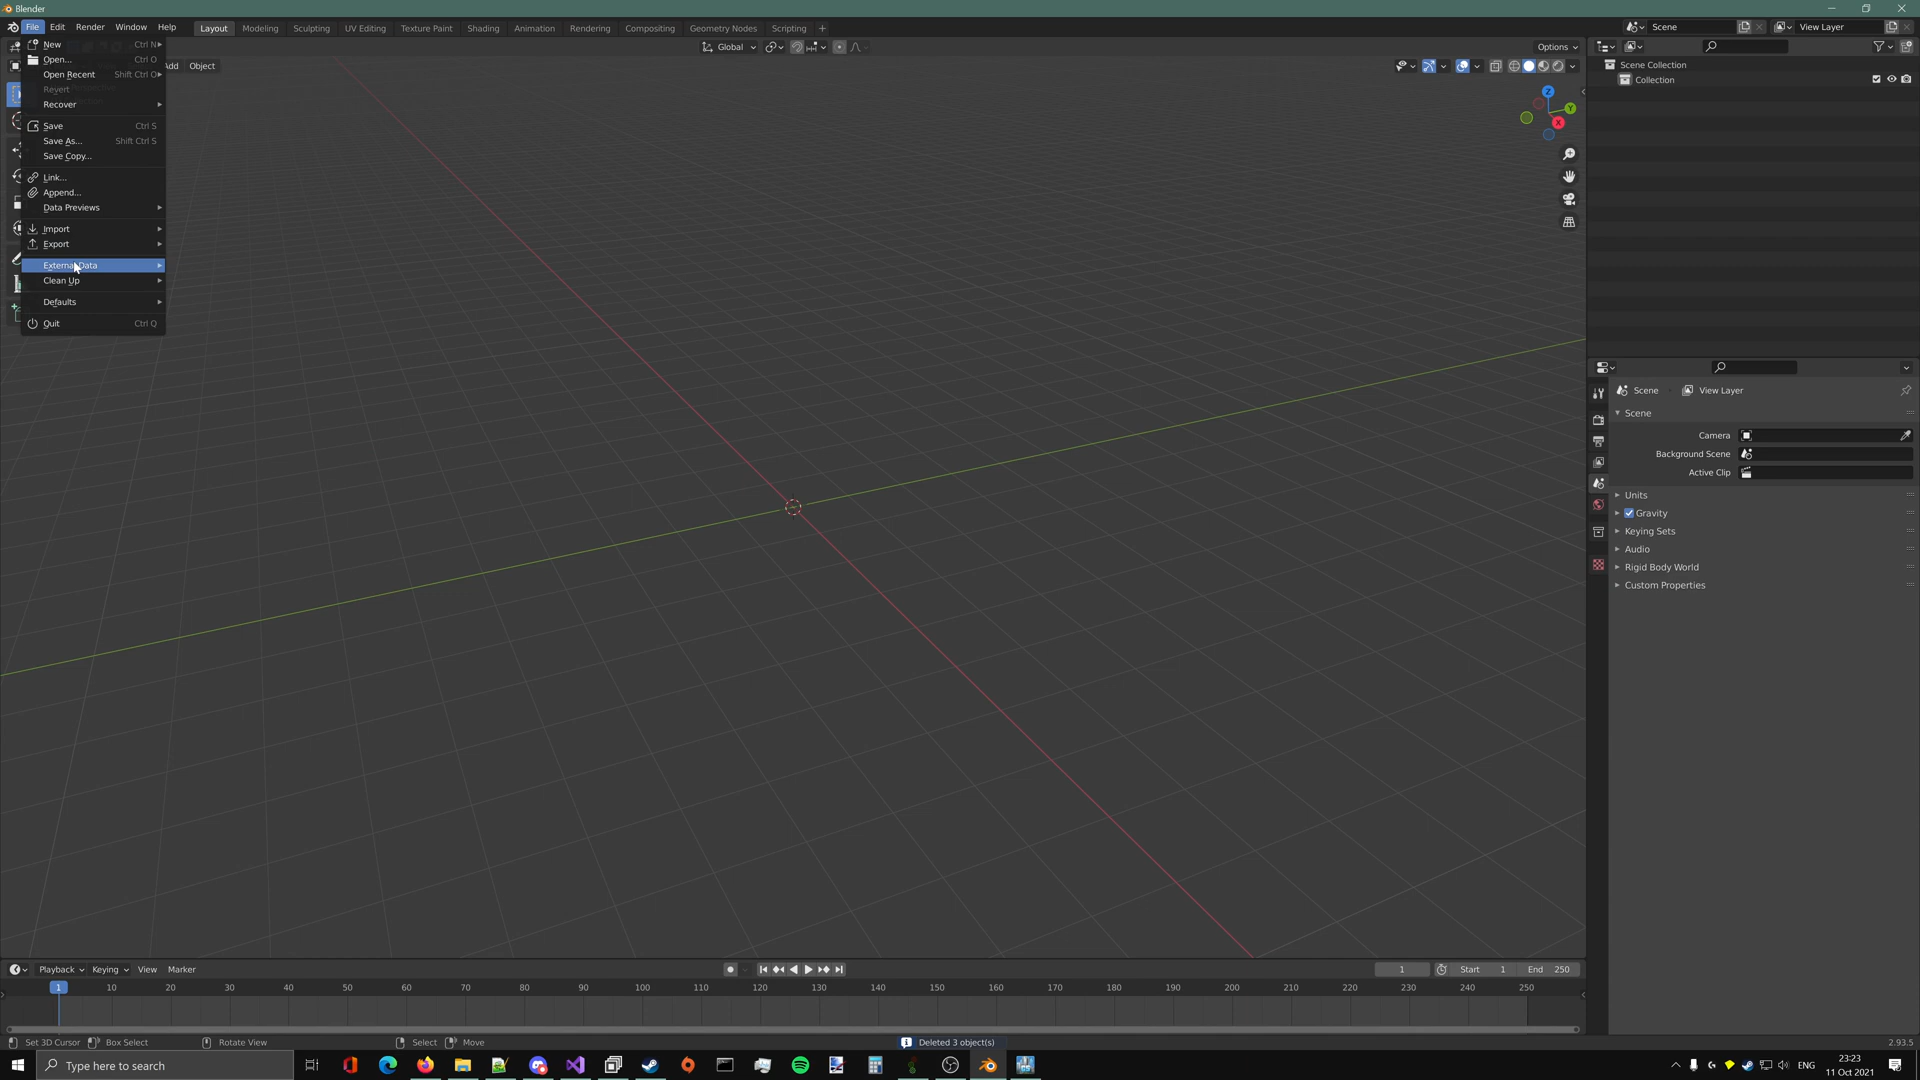 Blender
File Edit Render Window Help Layout Modeling Sculpting UV Editing Texture Paint Shading Animation Rendering Compositing Geometry Nodes Scripting + Scene View Layer
New Ctrl N
Open... Ctrl O
Open Recent Shift Ctrl O
Revert
Recover
Save Ctrl S
Save As... Shift Ctrl S
Save Copy...
Link...
Append...
Data Previews
Import
Export
External Data
Clean Up
Defaults
Quit Ctrl Q
Global Options
dd Object
Z
Y
X
Scene Collection
Collection
Scene View Layer
Scene
Camera
Background Scene
Active Clip
Units
Gravity
Keying Sets
Audio
Rigid Body World
Custom Properties
Playback Keying View Marker 1 Start 1 End 250
1 10 20 30 40 50 60 70 80 90 100 110 120 130 140 150 160 170 180 190 200 210 220 230 240 250
Set 3D Cursor Box Select Rotate View Select Move Deleted 3 object(s) 2.93.5
Type here to search ENG 23:23
11 Oct 2021